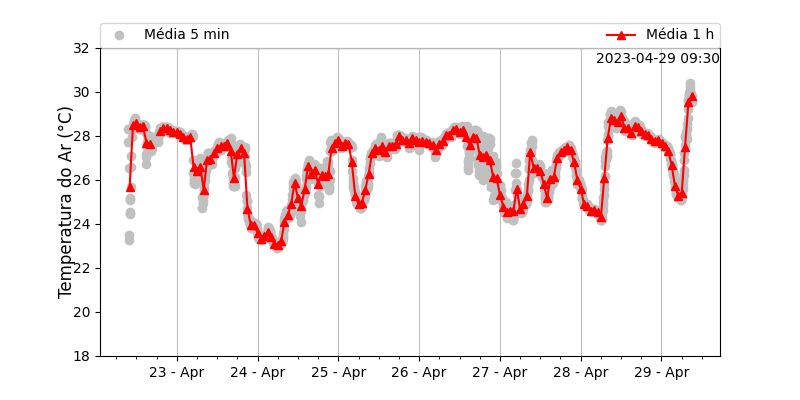 Média 5 min
Média 1 h
2023-04-29 09:30
Temperatura do Ar (°C)
32
30
28
26
24
22
20
18
23 - Apr
24 - Apr
25 - Apr
26 - Apr
27 - Apr
28 - Apr
29 - Apr